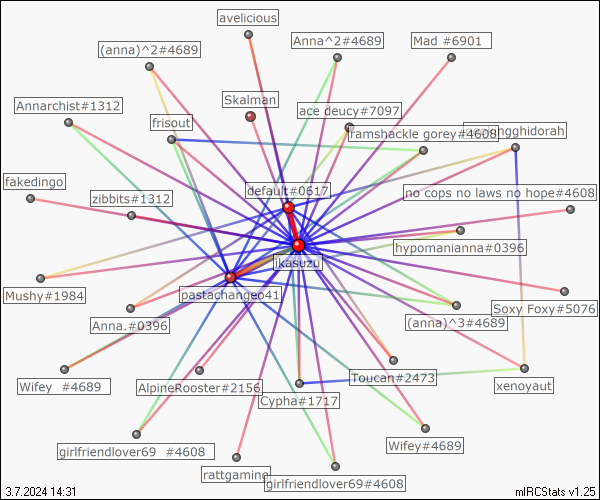 avelicious
(anna)^2#4689
Anna^2#4689
Mad #6901
Annarchist#1312
Skalman
ace deucy#7097
frisout
ramshackle gorey#4608
ngghidorah
fakedingo
zibbits#1312
default#0617
no cops no laws no hope#4608
hypomanianna#0396
jkasuzu
Mushy#1984
pastachangeo41
Anna.#0396
(anna)^3#4689
Soxy Foxy#5076
Wifey #4689
AlpineRooster#2156
Toucan#2473
Cypha#1717
xenoyaut
girlfriendlover69 #4608
Wifey#4689
rattgaming
girlfriendlover69#4608
3.7.2024 14:31
mIRCStats v1.25